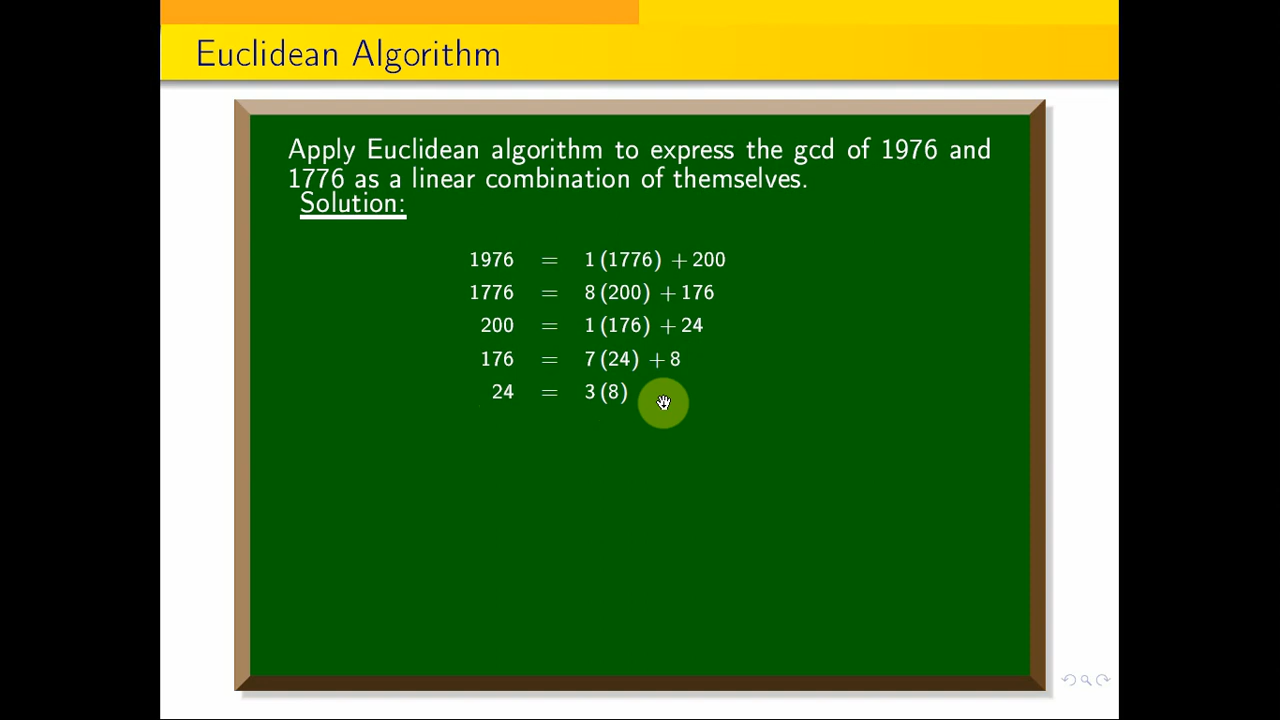 Euclidean Algorithm
Apply Euclidean algorithm to express the gcd of 1976 and
1776 as a linear combination of themselves.
Solution:
1976 = 1 (1776) + 200
1776 = 8 (200) + 176
200 = 1 (176) + 24
176 = 7 (24) + 8
24 = 3 (8)